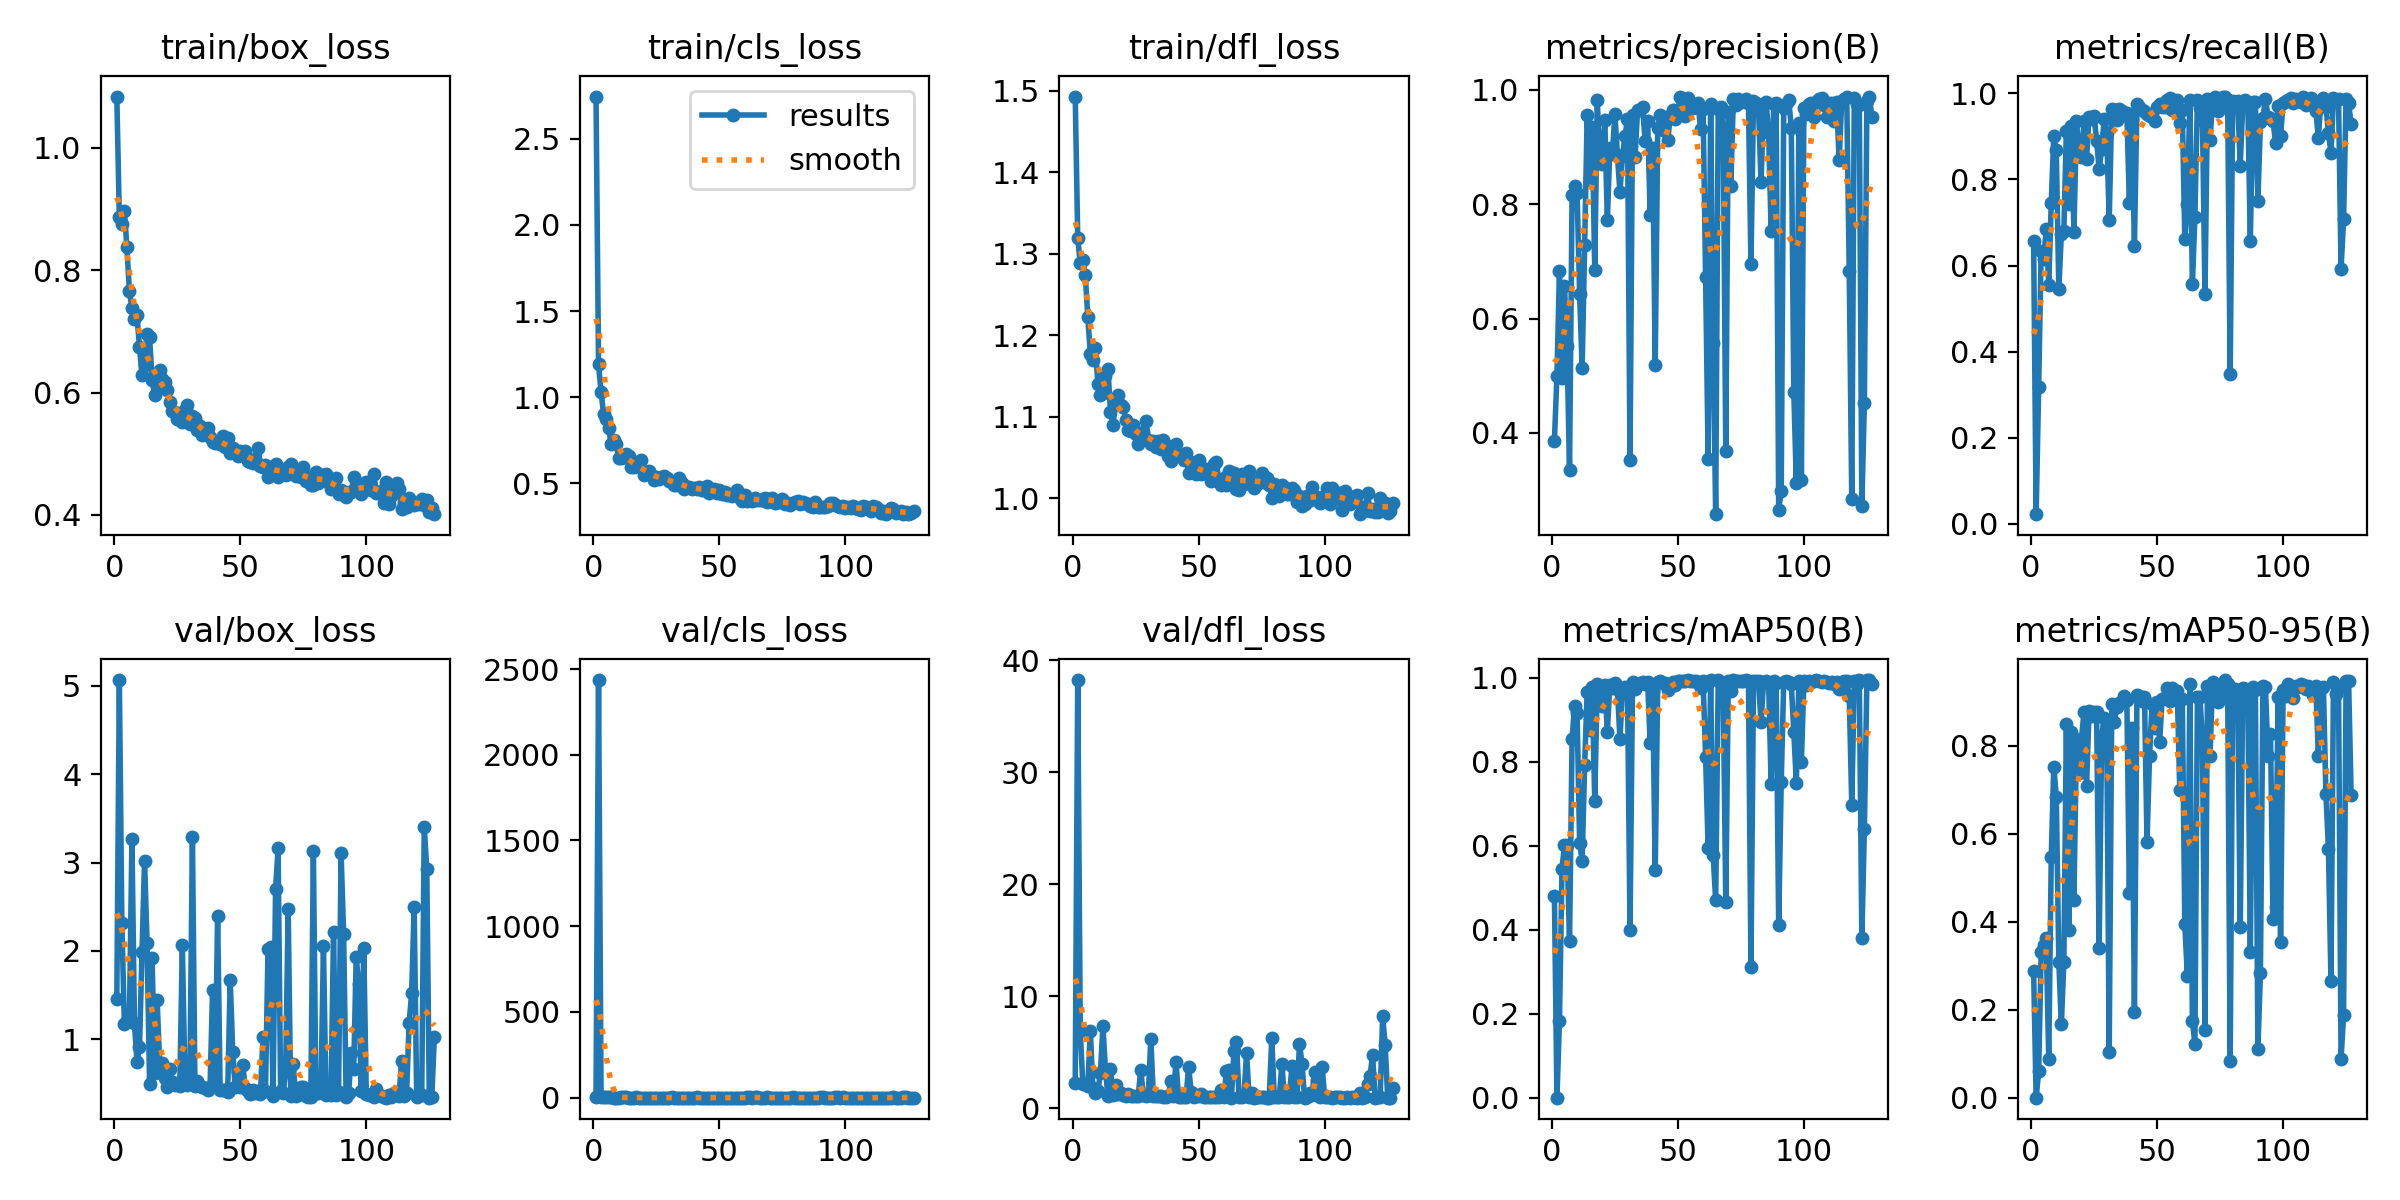 train/box_loss
train/cls_loss
train/dfl_loss
metrics/precision(B)
metrics/recall(B)
1.0
0.8
0.6
0.4
0 50 100
results
smooth
2.5
2.0
1.5
1.0
0.5
0 50 100
1.5
1.4
1.3
1.2
1.1
1.0
0 50 100
1.0
0.8
0.6
0.4
0 50 100
1.0
0.8
0.6
0.4
0.2
0.0
0 50 100
val/box_loss
val/cls_loss
val/dfl_loss
metrics/mAP50(B)
metrics/mAP50-95(B)
5
4
3
2
1
0 50 100
2500
2000
1500
1000
500
0
0 50 100
40
30
20
10
0
0 50 100
1.0
0.8
0.6
0.4
0.2
0.0
0 50 100
0.8
0.6
0.4
0.2
0.0
0 50 100